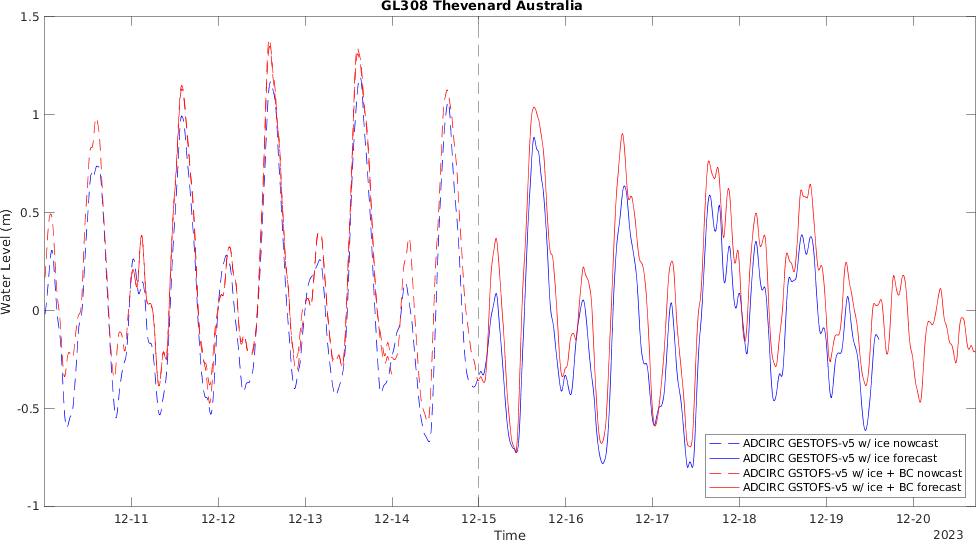 GL308 Thevenard Australia
1.5
1
0.5
0
-0.5
-1
Water Level (m)
12-11 12-12 12-13 12-14 12-15 12-16 12-17 12-18 12-19 12-20
Time
2023
ADCIRC GESTOFS-v5 w/ ice nowcast
ADCIRC GESTOFS-v5 w/ ice forecast
ADCIRC GSTOFS-v5 w/ ice + BC nowcast
ADCIRC GSTOFS-v5 w/ ice + BC forecast